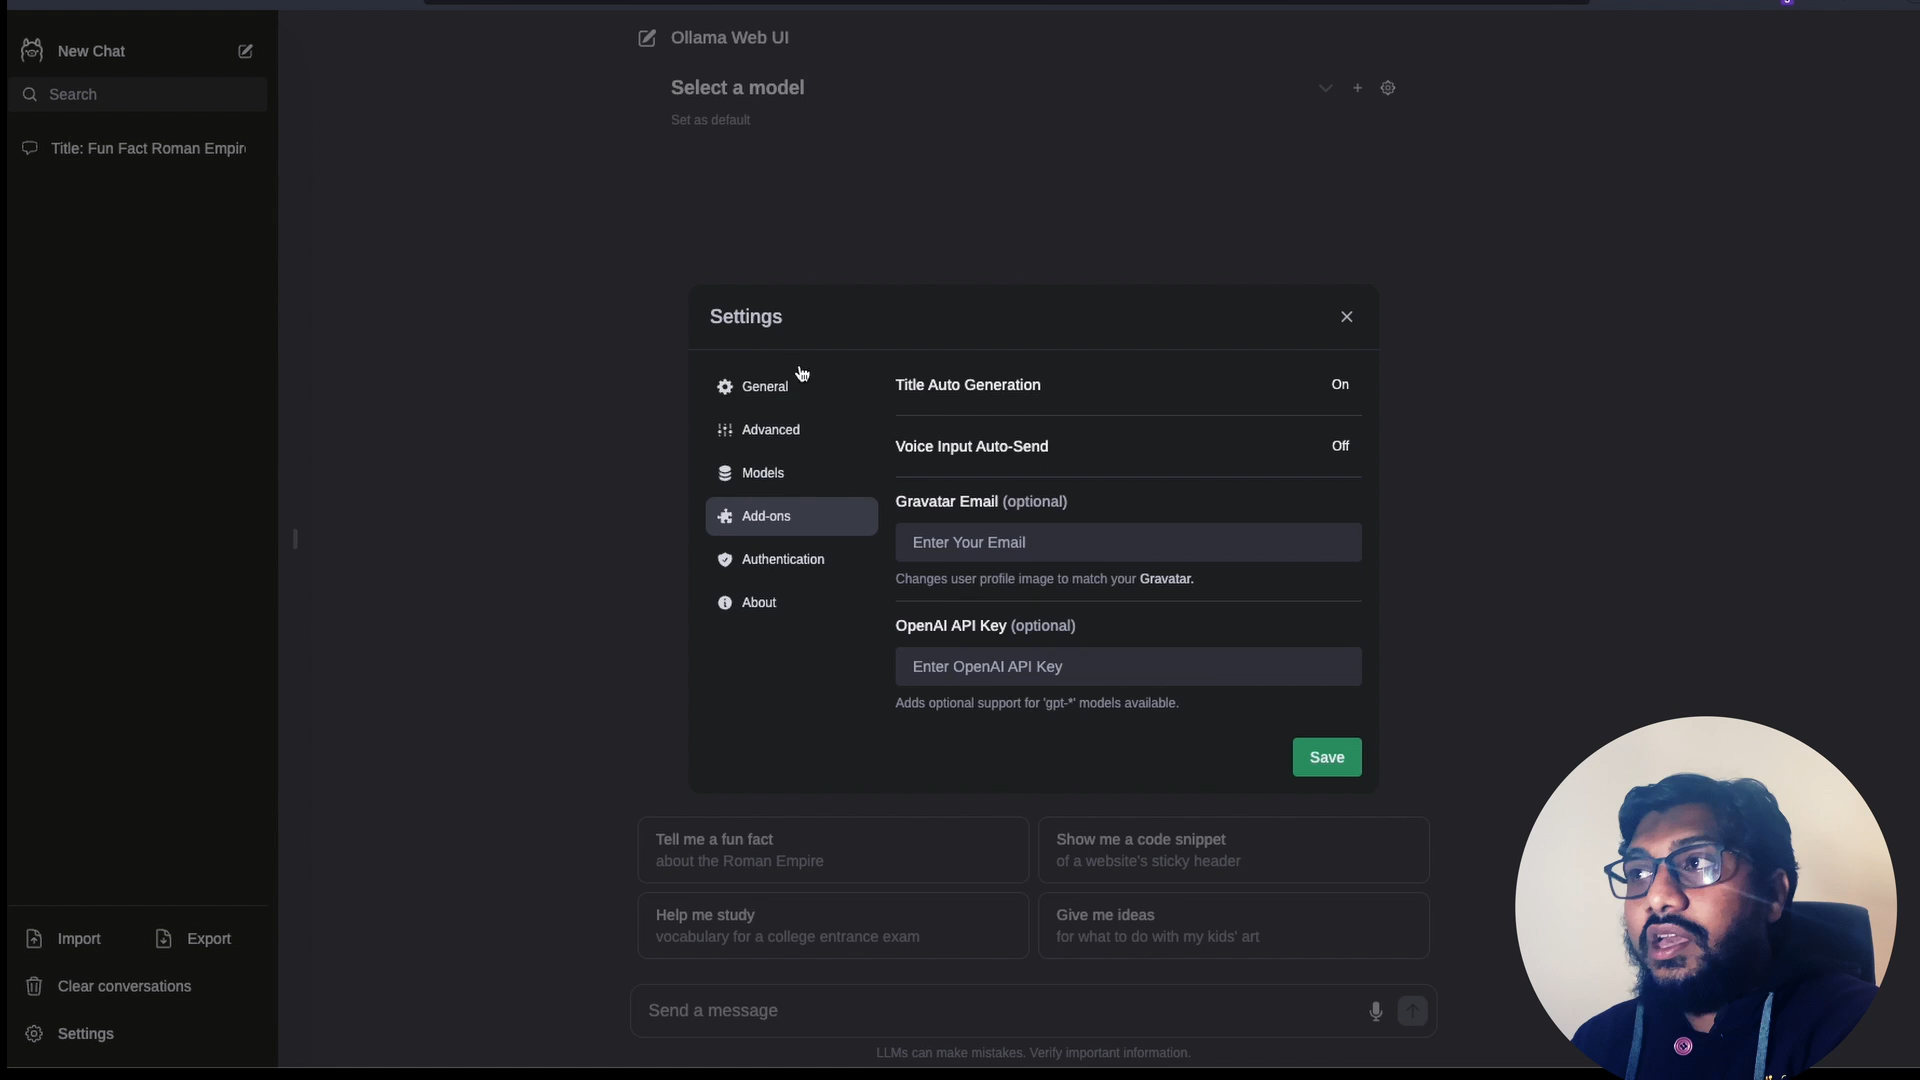 New Chat
Search
Title: Fun Fact Roman Empir
Import
Export
Clear conversations
Settings
Ollama Web UI
Select a model
Set as default
Settings
General
Advanced
Models
Add-ons
Authentication
About
Title Auto Generation On
Voice Input Auto-Send Off
Gravatar Email (optional)
Enter Your Email
Changes user profile image to match your Gravatar.
OpenAI API Key (optional)
Enter OpenAI API Key
Adds optional support for 'gpt-*' models available.
Save
Tell me a fun fact
about the Roman Empire
Show me a code snippet
of a website's sticky header
Help me study
vocabulary for a college entrance exam
Give me ideas
for what to do with my kids' art
Send a message
LLMs can make mistakes. Verify important information.